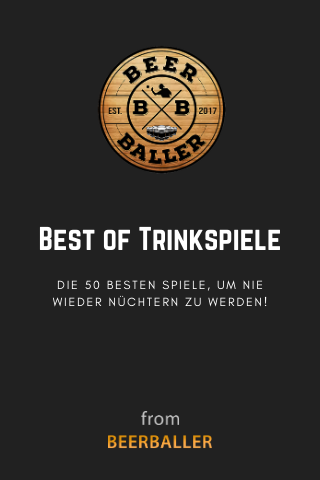 BEER
EST. B B 2017
BALLER
BEST OF TRINKSPIELE
DIE 50 BESTEN SPIELE, UM NIE
WIEDER NÜCHTERN ZU WERDEN!
from
BEERBALLER